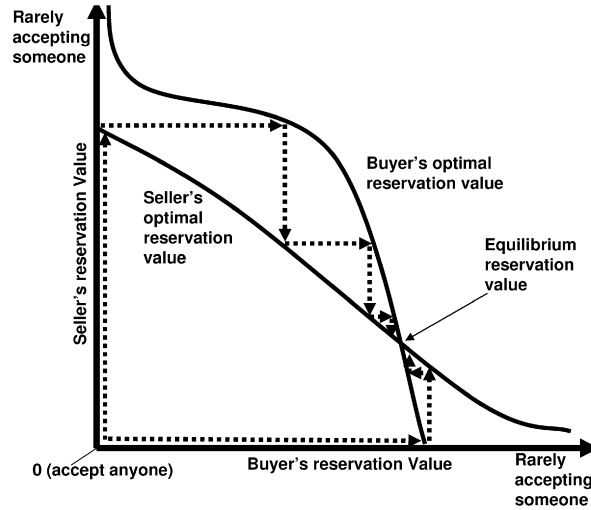 Rarely
accepting
someone
Seller's reservation Value
Buyer's optimal
reservation value
Seller's
optimal
reservation
value
Equilibrium
reservation
value
0 (accept anyone)
Buyer's reservation Value
Rarely
accepting
someone